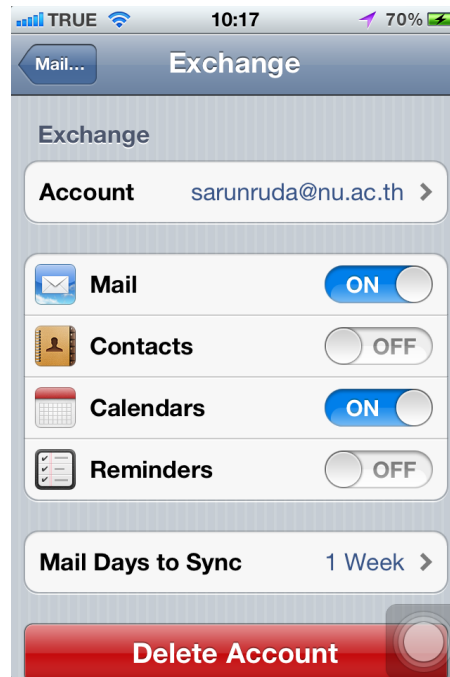 TRUE 10:17 70%
Mail... Exchange
Exchange
Account sarunruda@nu.ac.th
Mail ON
Contacts OFF
Calendars ON
Reminders OFF
Mail Days to Sync 1 Week
Delete Account